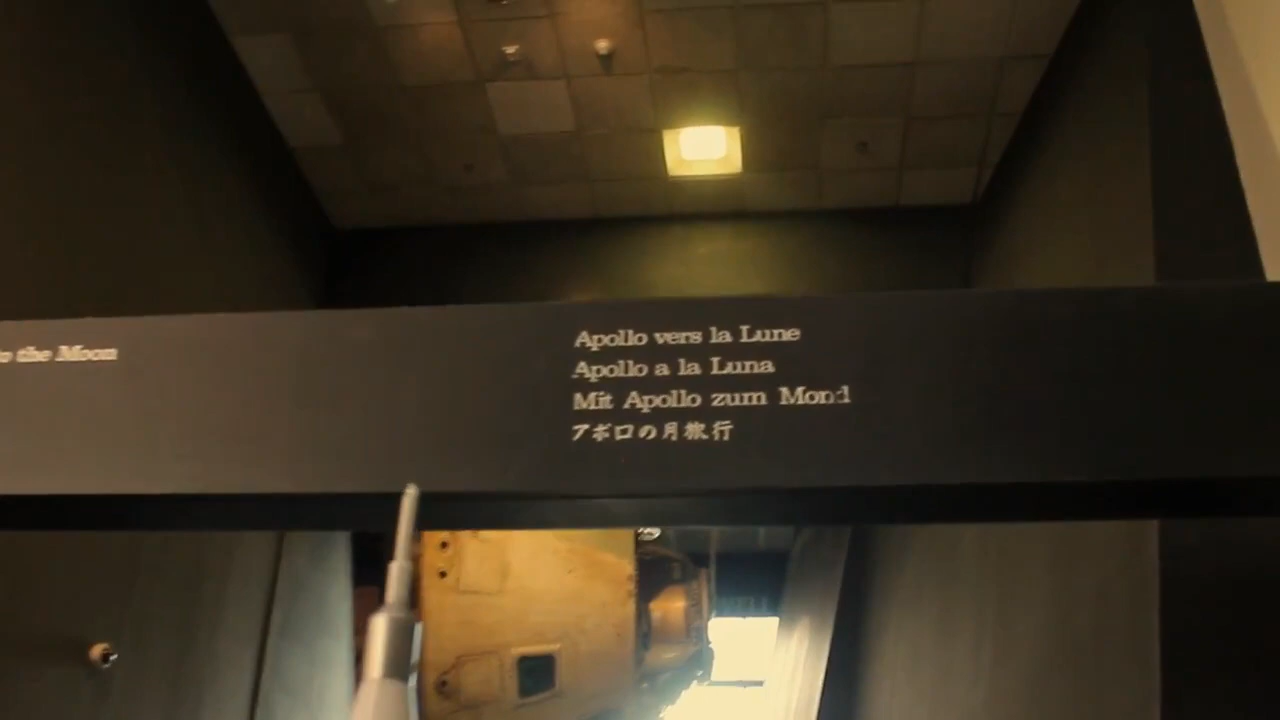 to the Moon
Apollo vers la Lune
Apollo a la Luna
Mit Apollo zum Mond
アポロの月旅行